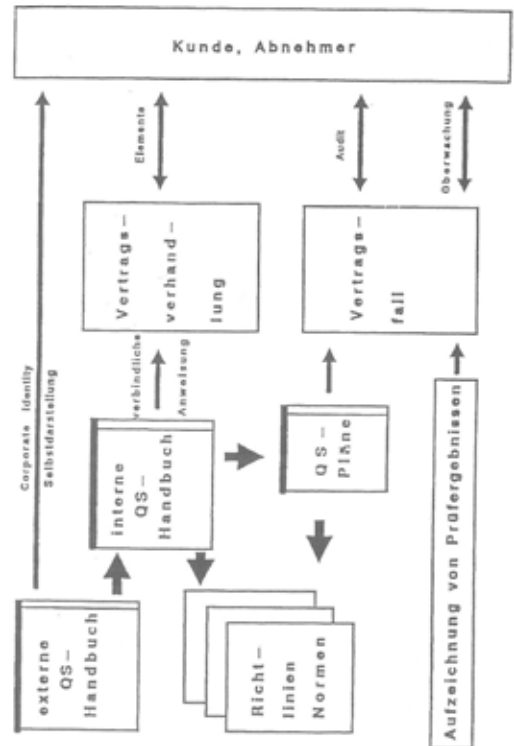 Kunde, Abnehmer
Corporate Identity
Selbstdarstellung
Elemente
Audit
Überwachung
Vertrags–
verhand–
lung
Vertrags–
fall
verbindliche
Anweisung
interne
QS–
Handbuch
QS–
Pläne
externe
QS–
Handbuch
Richt–
linien
Normen
Aufzeichnung von Prüfergebnissen